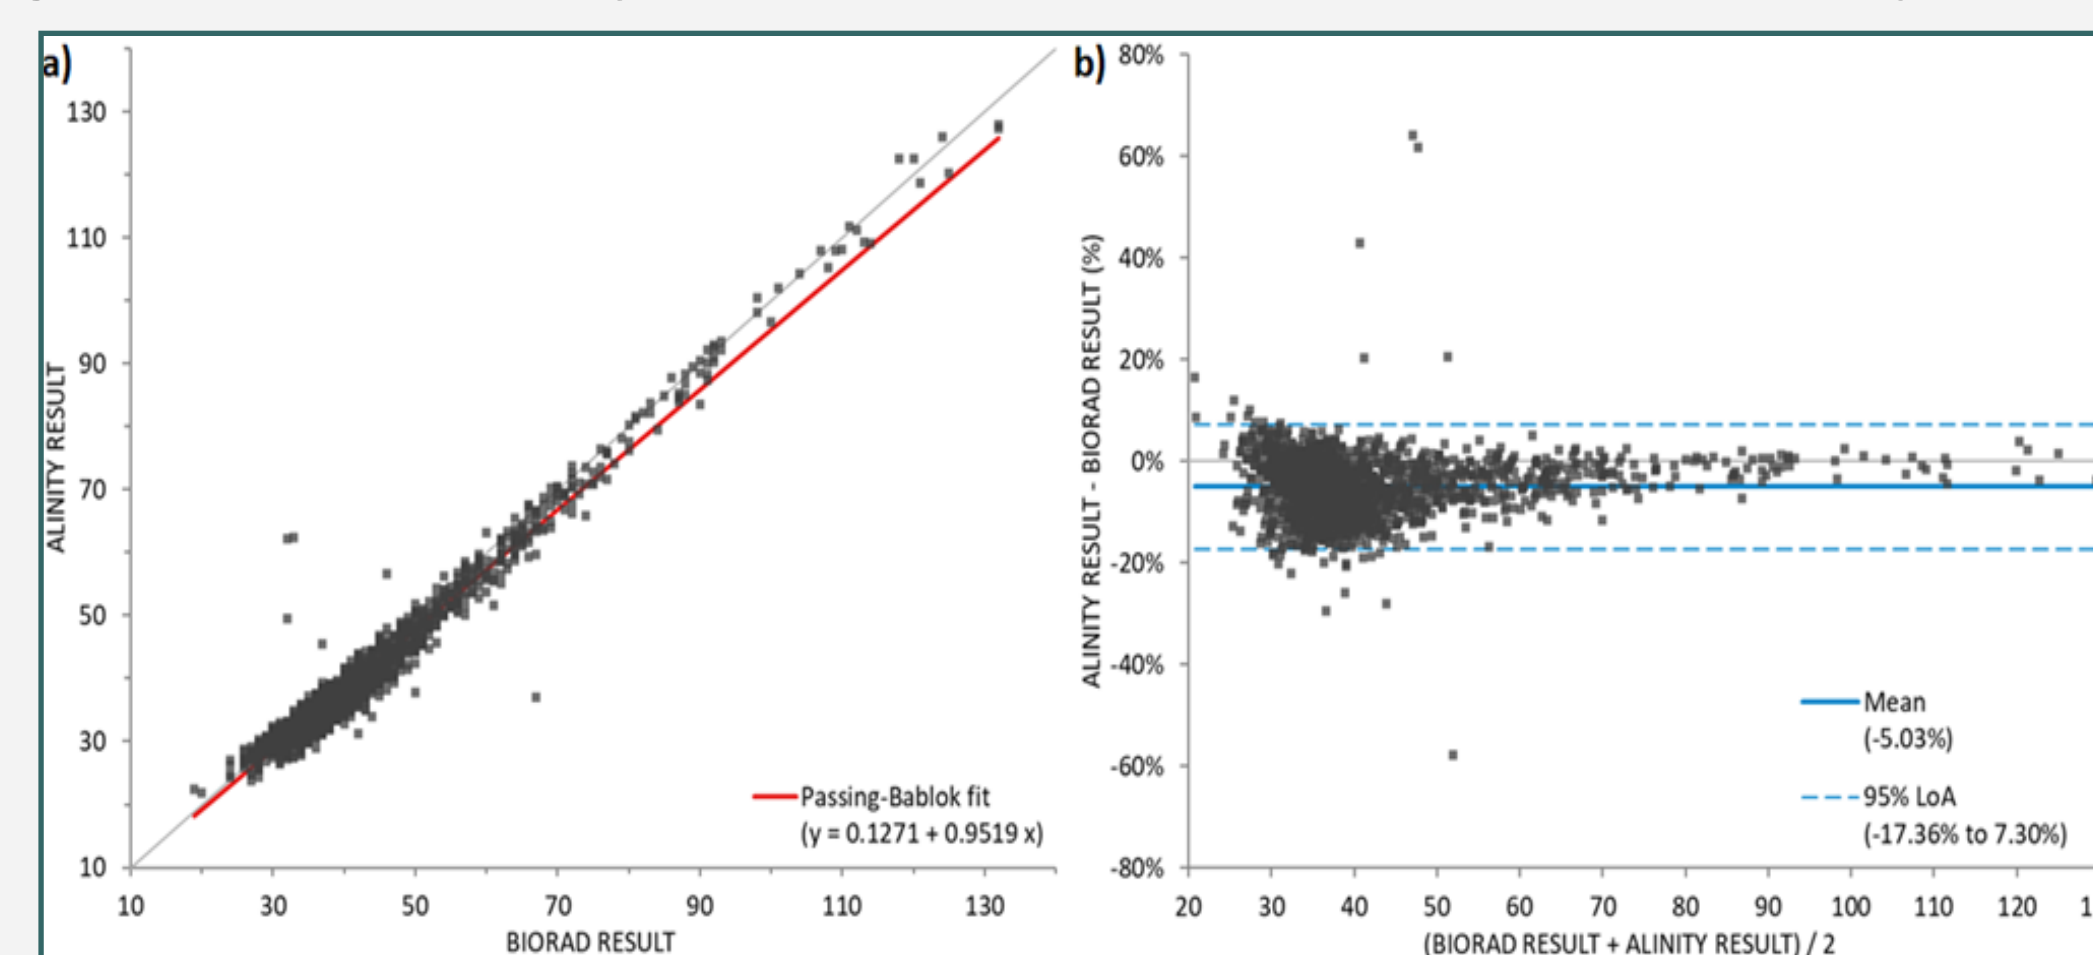 a)
130
110
90
70
50
30
10
ALINITY RESULT
10 30 50 70 90 110 130
BIORAD RESULT
Passing-Bablok fit
(y = 0.1271 + 0.9519 x)
b)
80%
60%
40%
20%
0%
-20%
-40%
-60%
-80%
ALINITY RESULT - BIORAD RESULT (%)
20 30 40 50 60 70 80 90 100 110 120
(BIORAD RESULT + ALINITY RESULT) / 2
Mean
(-5.03%)
95% LoA
(-17.36% to 7.30%)